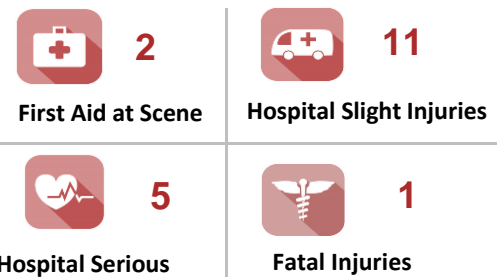 2
First Aid at Scene
11
Hospital Slight Injuries
5
Hospital Serious
1
Fatal Injuries